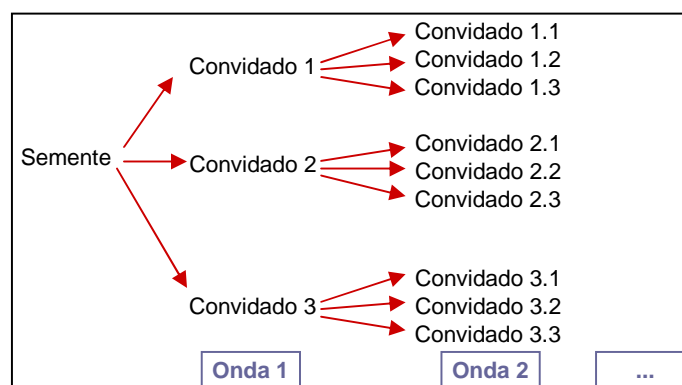 Semente
Convidado 1
Convidado 1.1
Convidado 1.2
Convidado 1.3
Convidado 2
Convidado 2.1
Convidado 2.2
Convidado 2.3
Convidado 3
Convidado 3.1
Convidado 3.2
Convidado 3.3
Onda 1
Onda 2
...